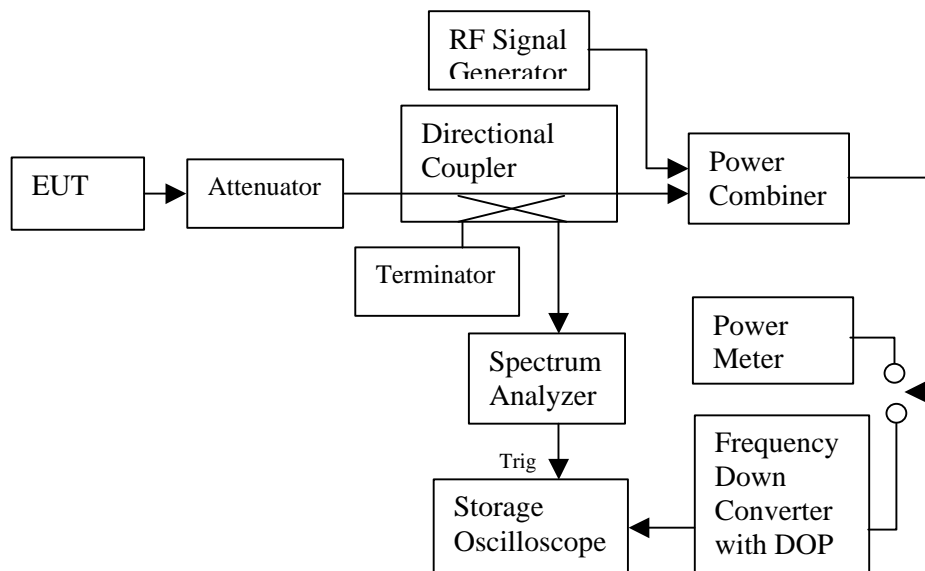 RF Signal
Generator
Directional
Coupler
EUT
Attenuator
Power
Combiner
Terminator
Power
Meter
Spectrum
Analyzer
Trig
Frequency
Down
Converter
with DOP
Storage
Oscilloscope